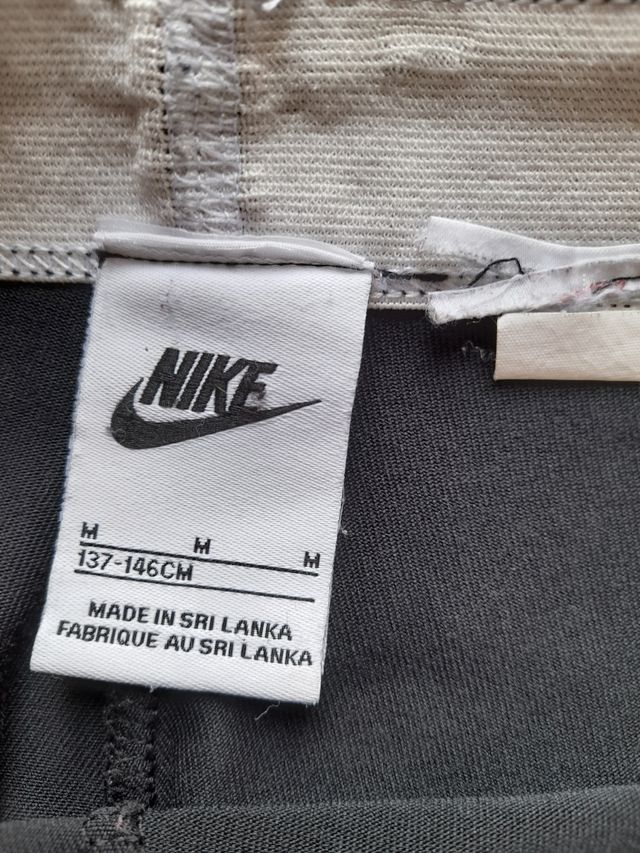 NIKE
M M M
137-146CM
MADE IN SRI LANKA
FABRIQUE AU SRI LANKA